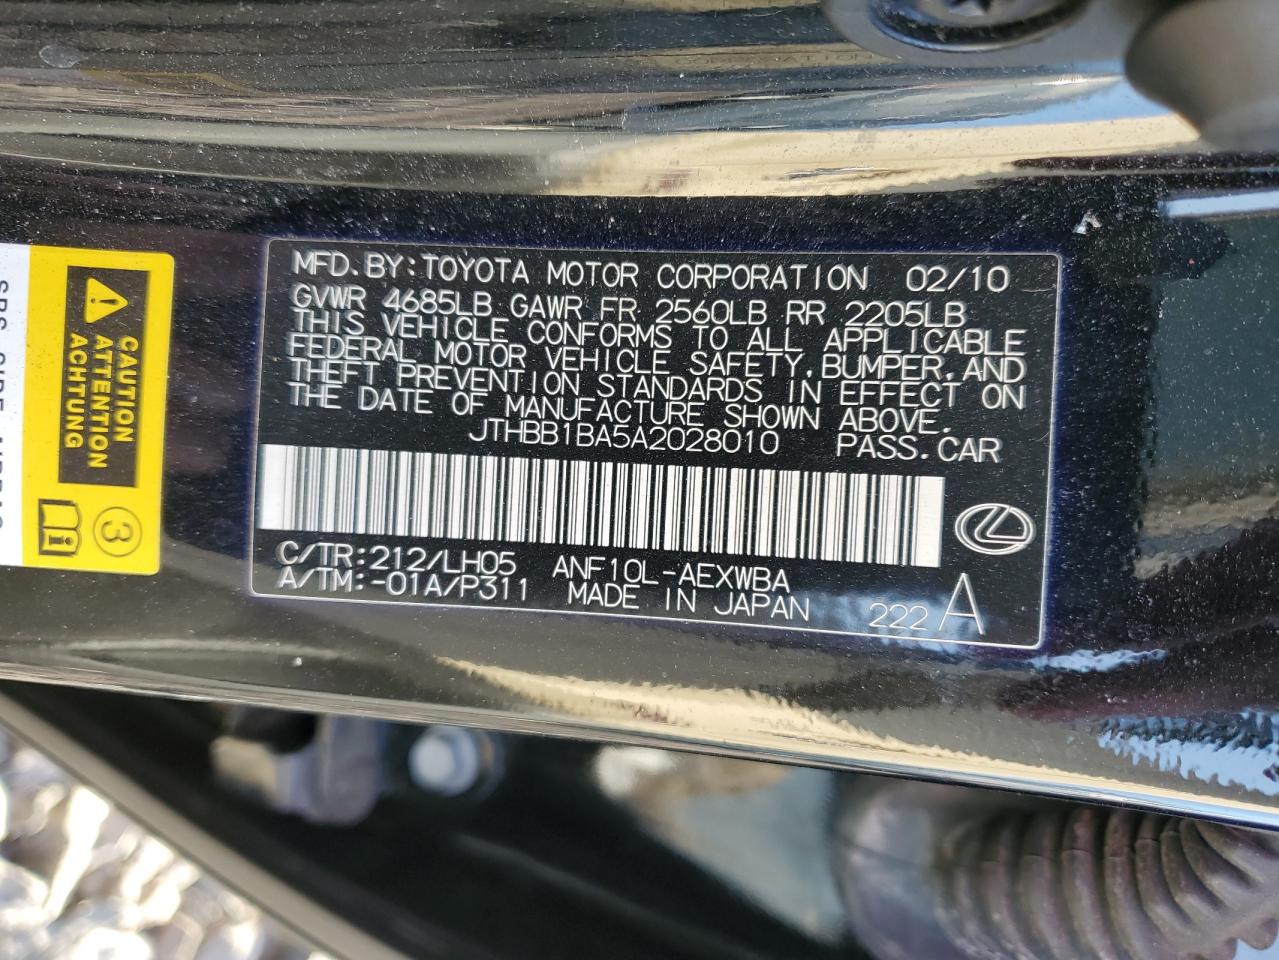 MFD.BY:TOYOTA MOTOR CORPORATION 02/10
GVWR 4685LB GAWR FR 2560LB RR 2205LB
THIS VEHICLE CONFORMS TO ALL APPLICABLE
FEDERAL MOTOR VEHICLE SAFETY,BUMPER,AND
THEFT PREVENTION STANDARDS IN EFFECT ON
THE DATE OF MANUFACTURE SHOWN ABOVE.
JTHBB1BA5A2028010 PASS.CAR
C/TR:212/LH05 ANF10L-AEXWBA
A/TM:-01A/P311 MADE IN JAPAN 222 A
CAUTION
ATTENTION
ACHTUNG
3